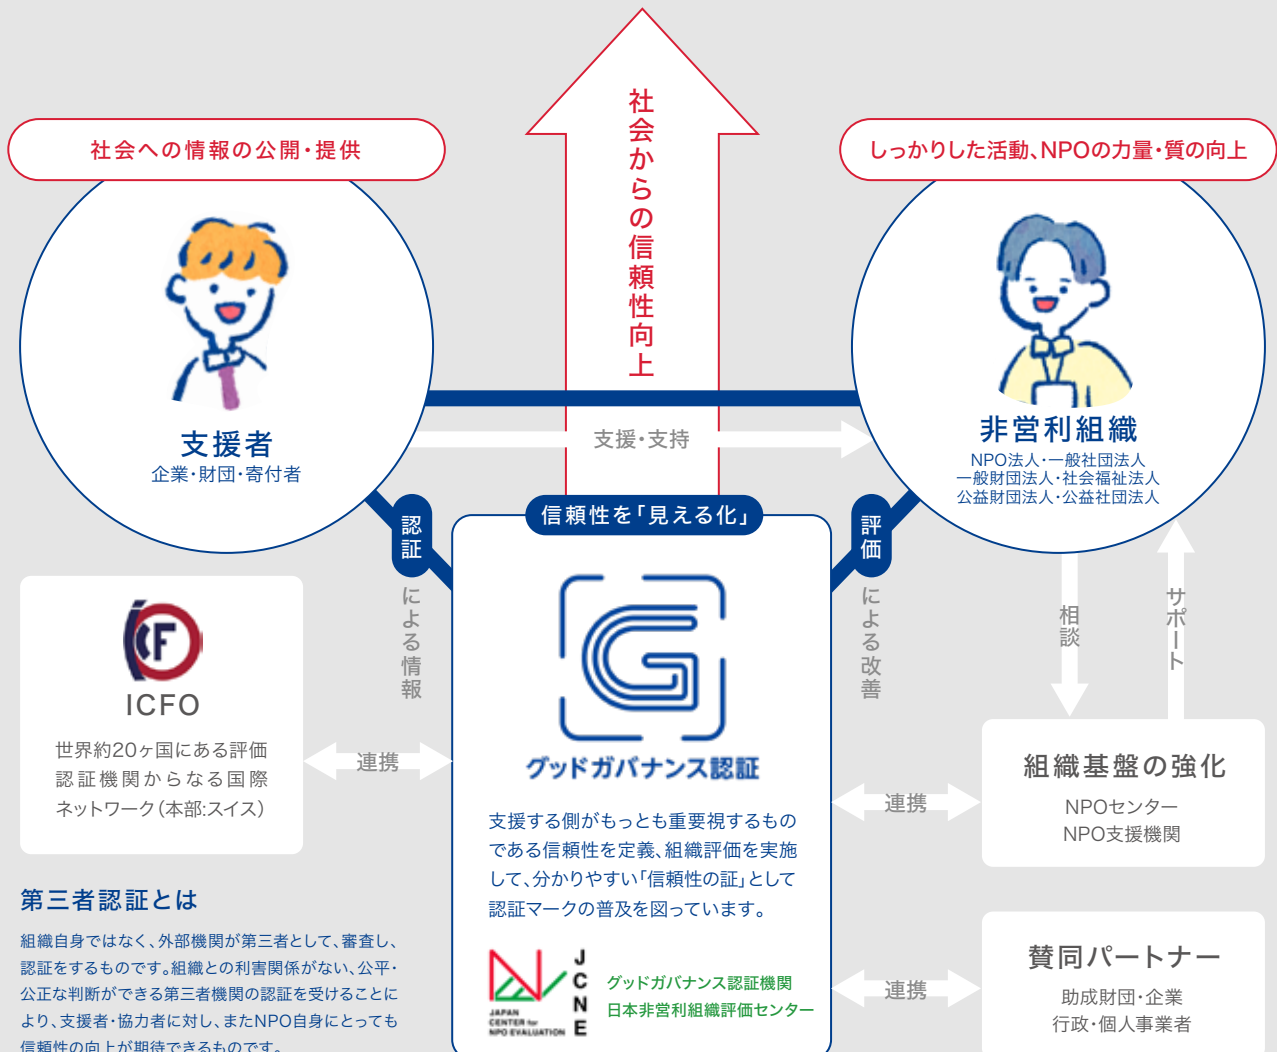 社会からの信頼性向上
社会への情報の公開・提供
しっかりした活動、NPOの力量・質の向上
支援者
企業・財団・寄付者
支援・支持
非営利組織
NPO法人・一般社団法人
一般財団法人・社会福祉法人
公益財団法人・公益社団法人
認証
による情報
信頼性を「見える化」
評価
による改善
相談
サポート
ICFO
世界約20ヶ国にある評価
認証機関からなる国際
ネットワーク(本部:スイス)
連携
G
グッドガバナンス認証
支援する側がもっとも重要視するもの
である信頼性を定義、組織評価を実施
して、分かりやすい「信頼性の証」として
認証マークの普及を図っています。
JCNE
JAPAN
CENTER for
NPO EVALUATION
グッドガバナンス認証機関
日本非営利組織評価センター
連携
組織基盤の強化
NPOセンター
NPO支援機関
連携
賛同パートナー
助成財団・企業
行政・個人事業者
第三者認証とは
組織自身ではなく、外部機関が第三者として、審査し、
認証をするものです。組織との利害関係がない、公平・
公正な判断ができる第三者機関の認証を受けることに
より、支援者・協力者に対し、またNPO自身にとっても
信頼性の向上が期待できるものです。